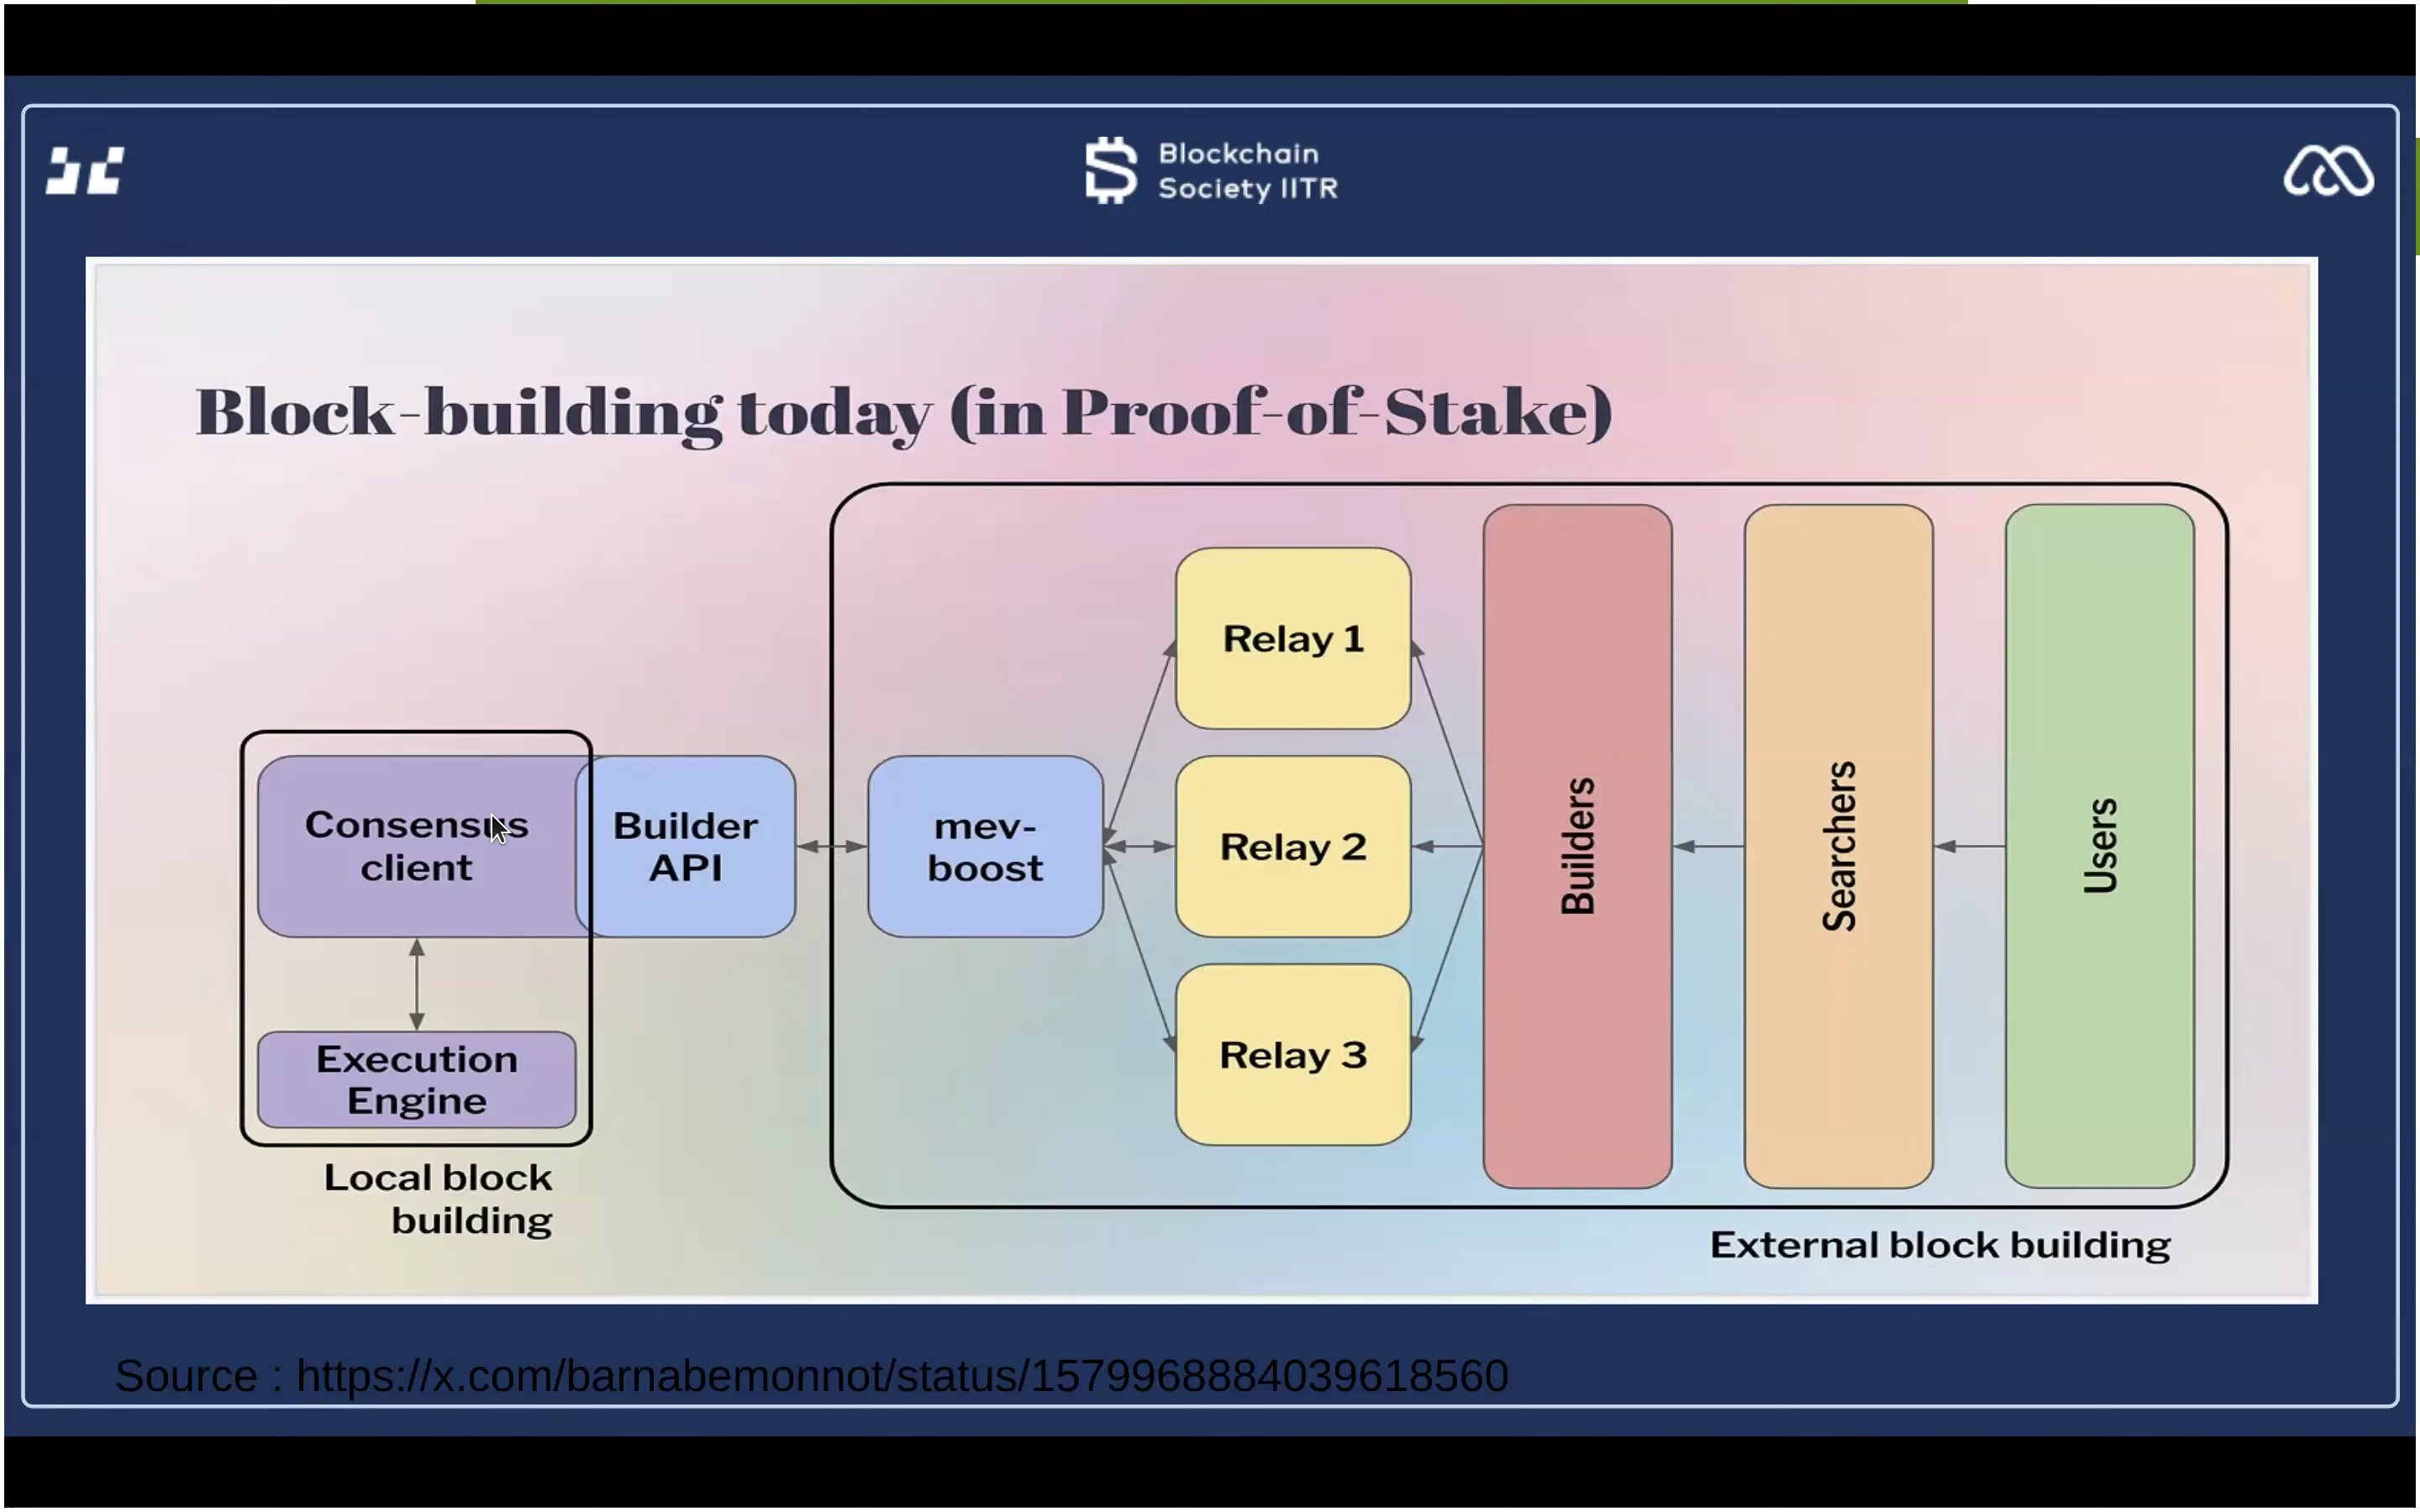 Blockchain
Society IITR
Block-building today (in Proof-of-Stake)
Consensus
client
Builder
API
mev-
boost
Relay 1
Relay 2
Relay 3
Builders
Searchers
Users
Execution
Engine
Local block
building
External block building
Source : https://x.com/barnabemonnot/status/1579968884039618560